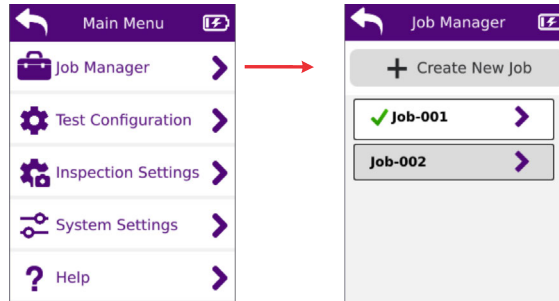 Main Menu
Job Manager
Test Configuration
Inspection Settings
System Settings
? Help
Job Manager
+ Create New Job
Job-001
Job-002